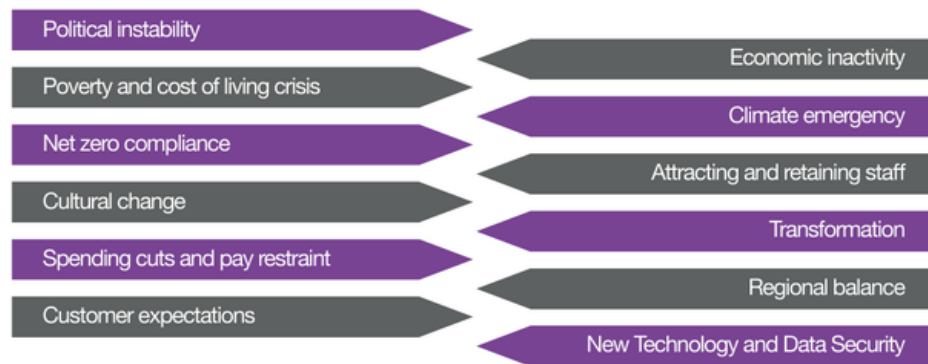 Political instability
Economic inactivity
Poverty and cost of living crisis
Climate emergency
Net zero compliance
Attracting and retaining staff
Cultural change
Transformation
Spending cuts and pay restraint
Regional balance
Customer expectations
New Technology and Data Security